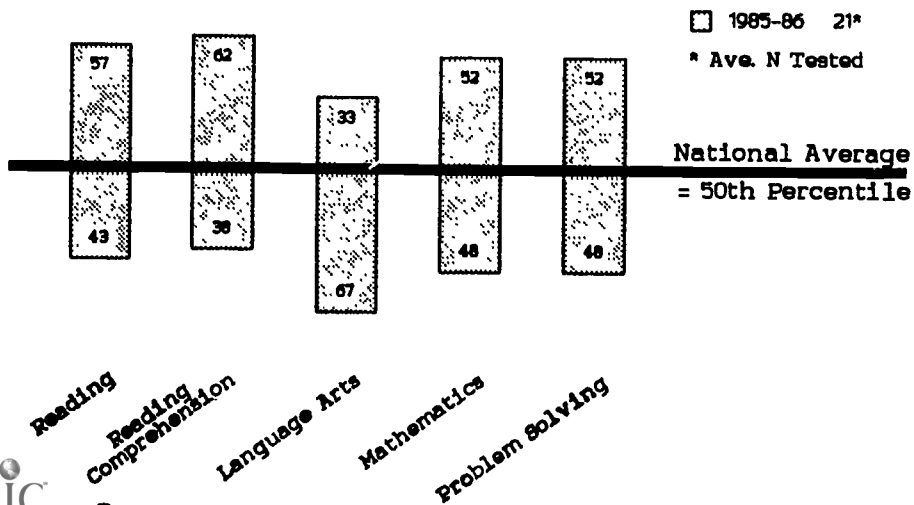 1985-86 21*
* Ave. N Tested
57
62
33
52
52
National Average
= 50th Percentile
43
38
67
48
48
Reading
Reading
Comprehension
Language Arts
Mathematics
Problem Solving
IC